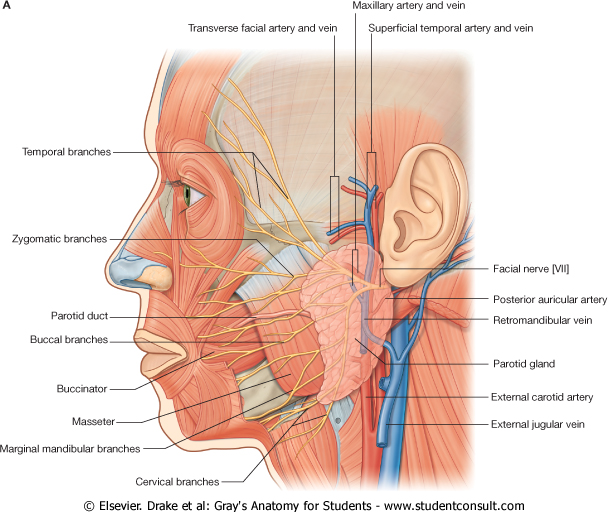 A
Maxillary artery and vein
Transverse facial artery and vein
Superficial temporal artery and vein
Temporal branches
Zygomatic branches
Facial nerve [VII]
Posterior auricular artery
Parotid duct
Retromandibular vein
Buccal branches
Parotid gland
Buccinator
External carotid artery
Masseter
External jugular vein
Marginal mandibular branches
Cervical branches
© Elsevier. Drake et al: Gray's Anatomy for Students - www.studentconsult.com